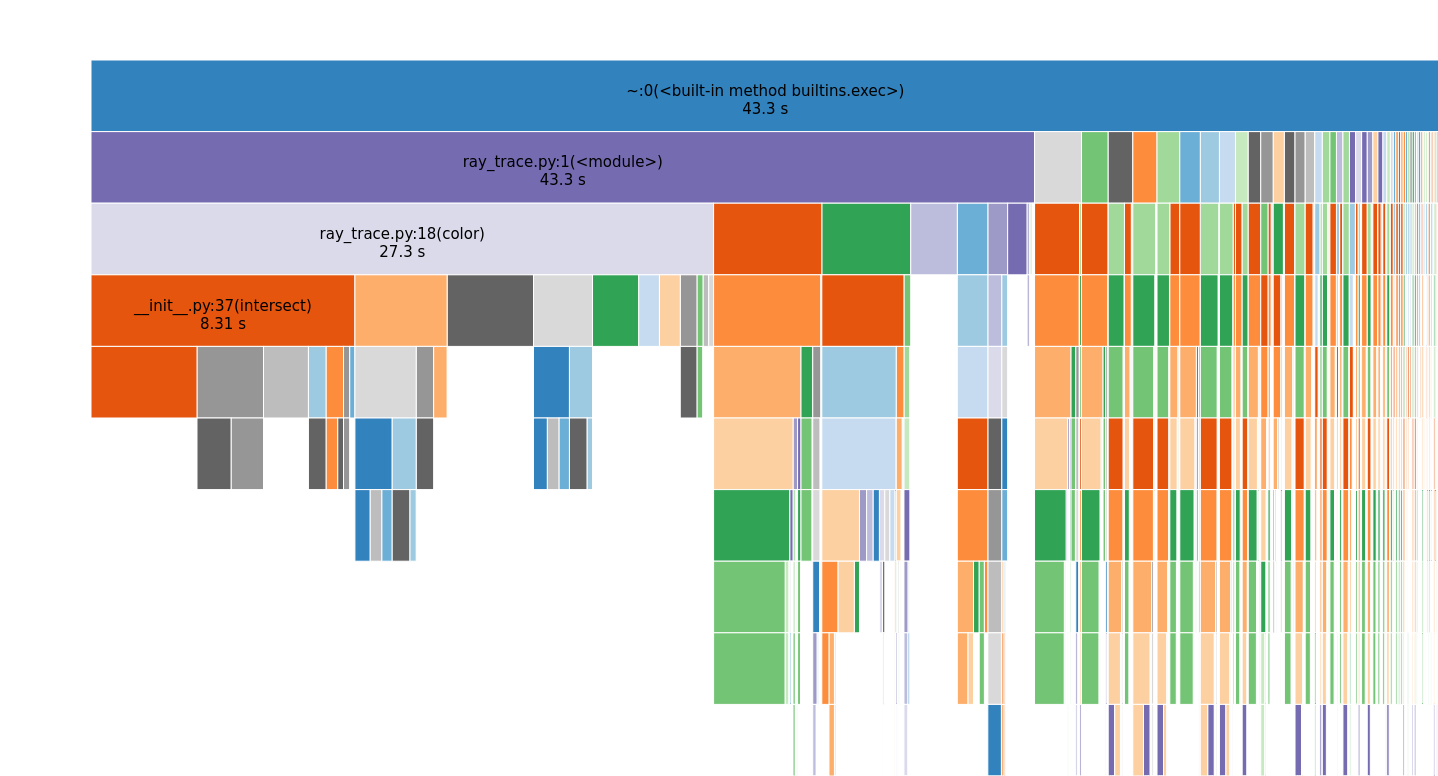 ~:0(<built-in method builtins.exec>)
43.3 s
ray_trace.py:1(<module>)
43.3 s
ray_trace.py:18(color)
27.3 s
__init__.py:37(intersect)
8.31 s